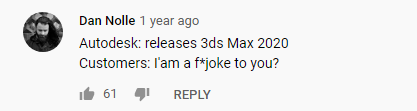 Dan Nolle 1 year ago
Autodesk: releases 3ds Max 2020
Customers: I'am a f*joke to you?
61 REPLY